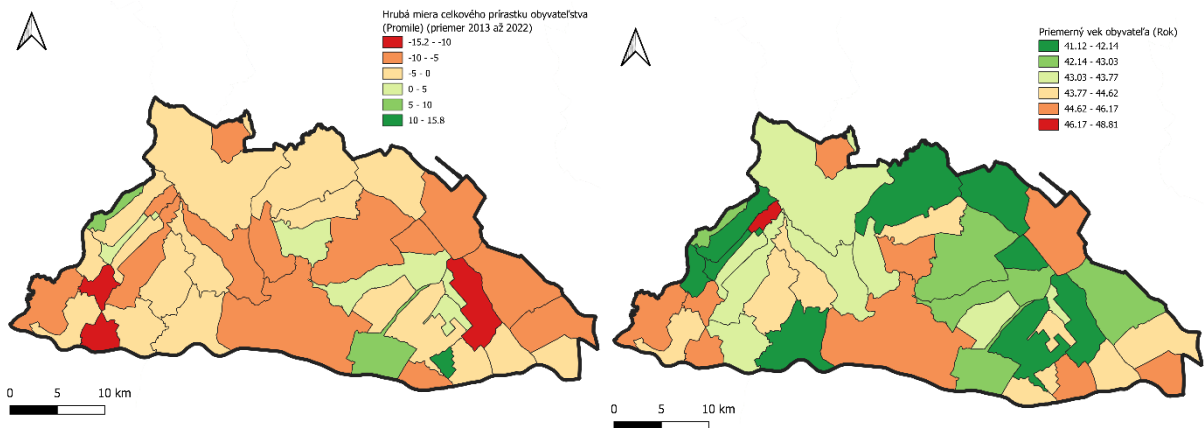 Hrubá miera celkového prírastku obyvateľstva
(Promile) (priemer 2013 až 2022)
-15.2 - -10
-10 - -5
-5 - 0
0 - 5
5 - 10
10 - 15.8
0 5 10 km
Priemerný vek obyvateľa (Rok)
41.12 - 42.14
42.14 - 43.03
43.03 - 43.77
43.77 - 44.62
44.62 - 46.17
46.17 - 48.81
0 5 10 km